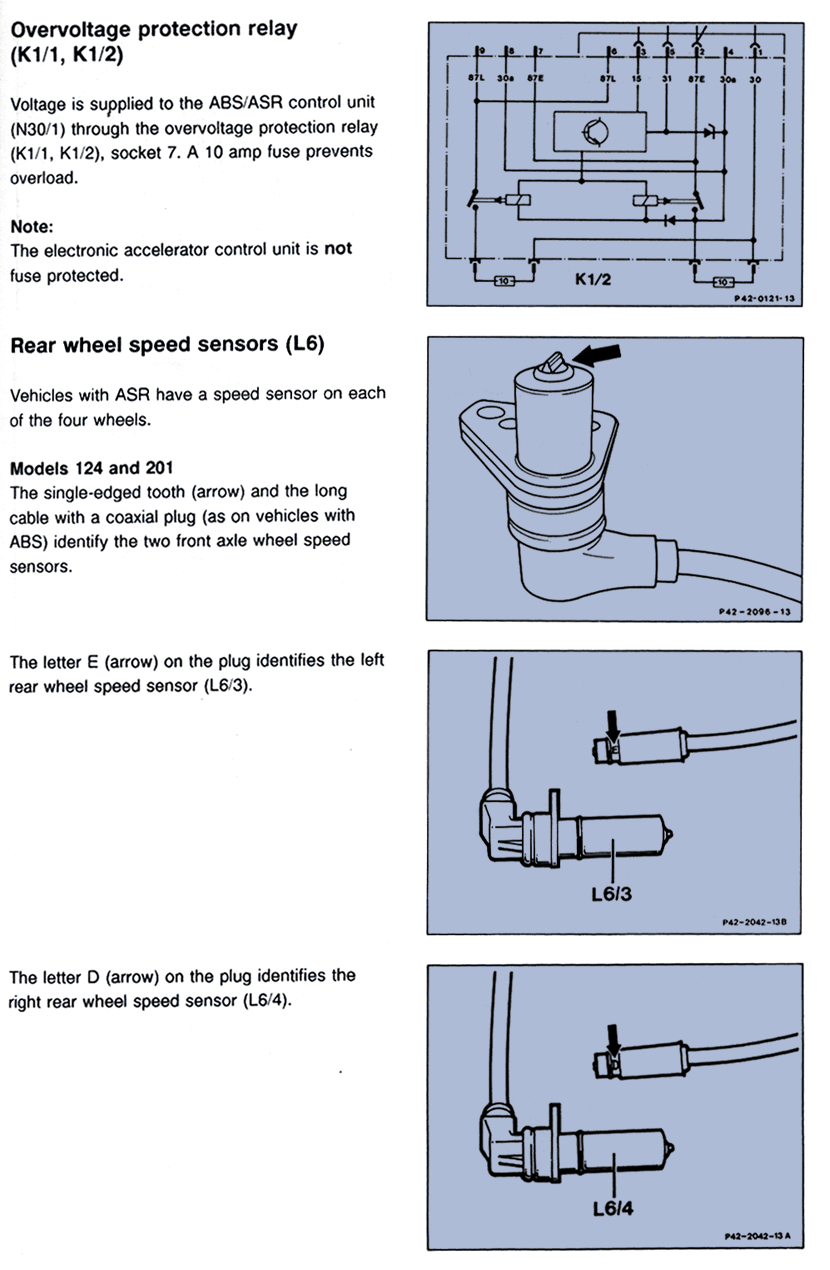 Overvoltage protection relay
(K1/1, K1/2)
Voltage is supplied to the ABS/ASR control unit
(N30/1) through the overvoltage protection relay
(K1/1, K1/2), socket 7. A 10 amp fuse prevents
overload.
Note:
The electronic accelerator control unit is not
fuse protected.
9 8 7 6 3 5 2 4 1
87L 30a 87E 87L 15 31 87E 30a 30
10 K1/2 10
P42-0121-13
Rear wheel speed sensors (L6)
Vehicles with ASR have a speed sensor on each
of the four wheels.
Models 124 and 201
The single-edged tooth (arrow) and the long
cable with a coaxial plug (as on vehicles with
ABS) identify the two front axle wheel speed
sensors.
P42-2096-13
The letter E (arrow) on the plug identifies the left
rear wheel speed sensor (L6/3).
E
L6/3
P42-2042-13B
The letter D (arrow) on the plug identifies the
right rear wheel speed sensor (L6/4).
D
L6/4
P42-2042-13A